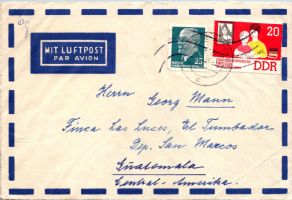 MIT LUFTPOST
PAR AVION
25
20
DDR
Herrn
Georg Mann
Finca Las Luces, El Tumbador
Dep. San Marcos
Guatemala
Central-Amerika.